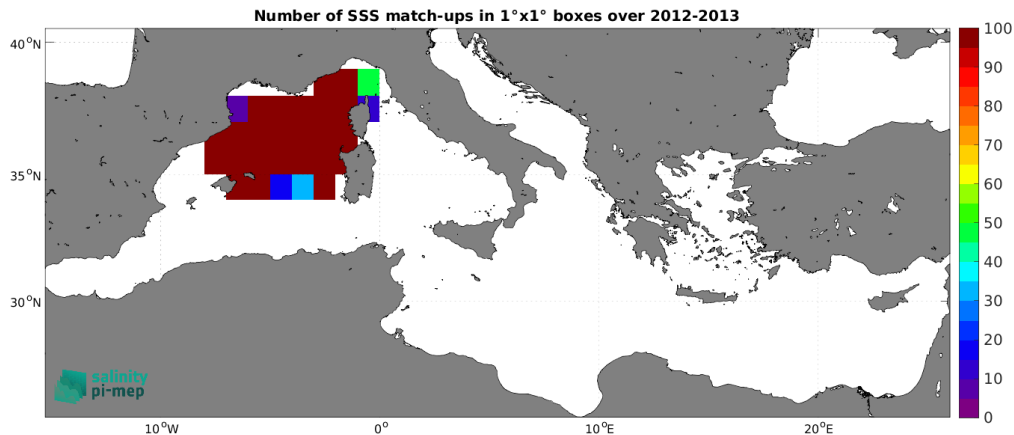 Number of SSS match-ups in 1°x1° boxes over 2012-2013
40°N
35°N
30°N
10°W
0°
10°E
20°E
100
90
80
70
60
50
40
30
20
10
0
salinity
pi-mep